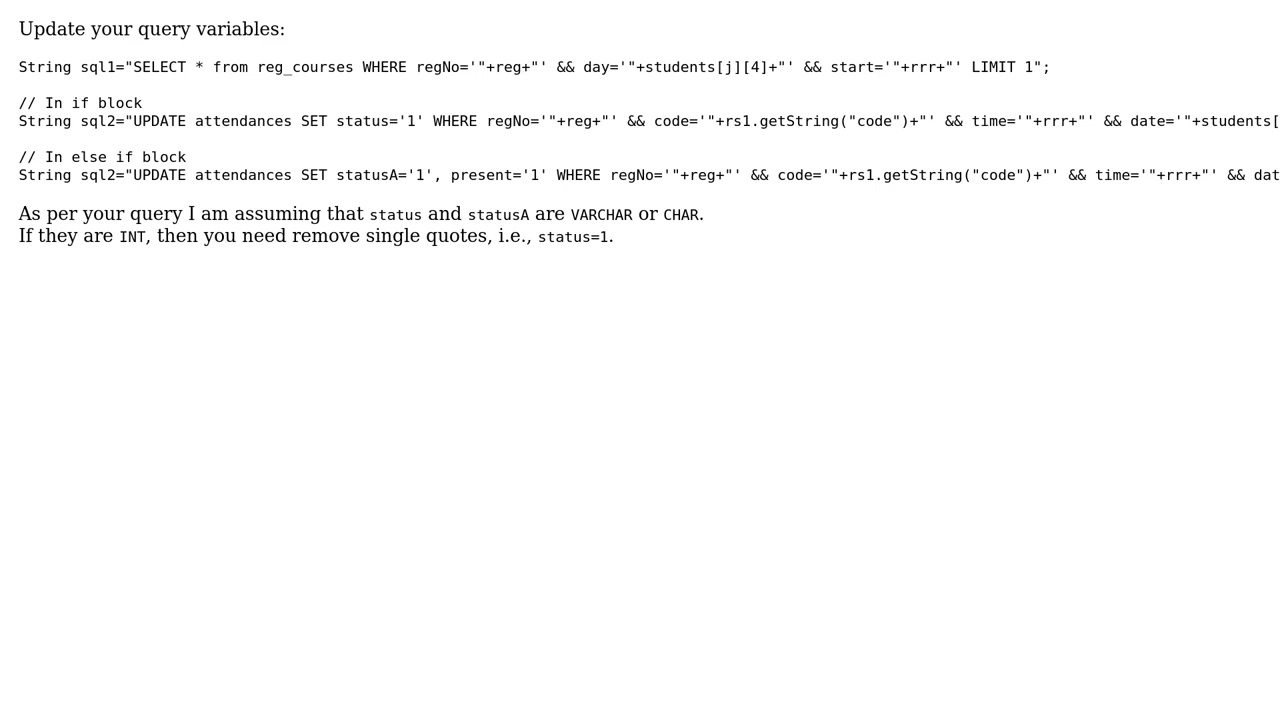 Update your query variables:
String sql1="SELECT * from reg_courses WHERE regNo='"+reg+"' && day='"+students[j][4]+"' && start='"+rrr+"' LIMIT 1";
// In if block
String sql2="UPDATE attendances SET status='1' WHERE regNo='"+reg+"' && code='"+rs1.getString("code")+"' && time='"+rrr+"' && date='"+students[
// In else if block
String sql2="UPDATE attendances SET statusA='1', present='1' WHERE regNo='"+reg+"' && code='"+rs1.getString("code")+"' && time='"+rrr+"' && dat
As per your query I am assuming that status and statusA are VARCHAR or CHAR.
If they are INT, then you need remove single quotes, i.e., status=1.